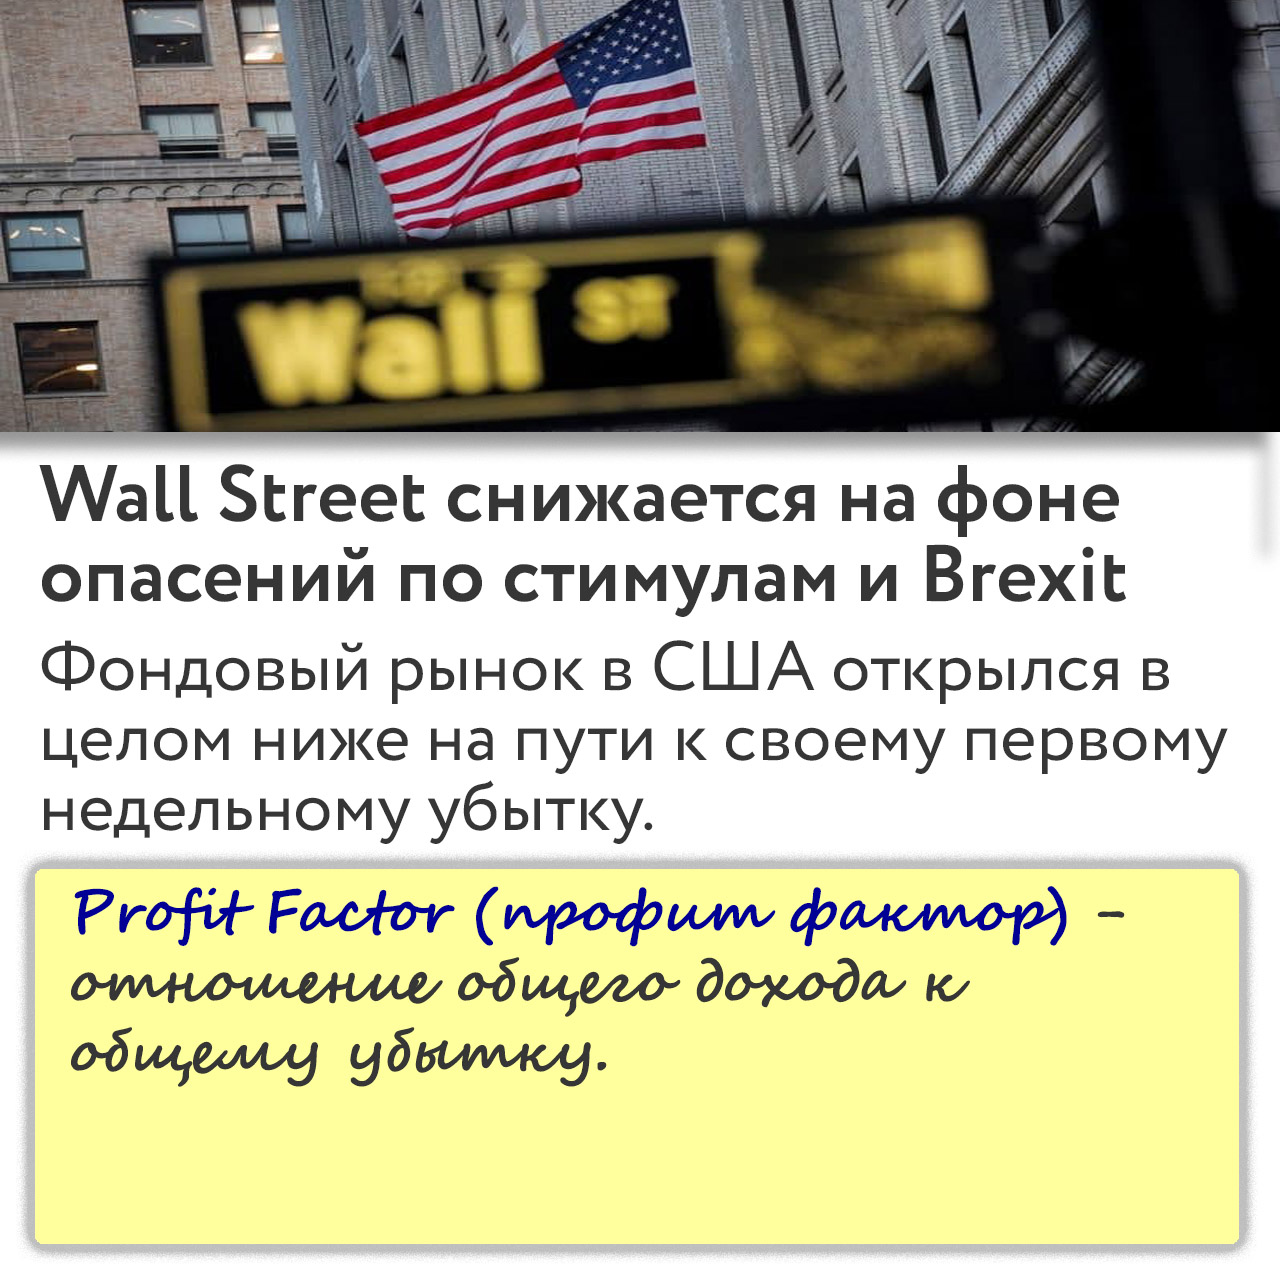 Wall ST
Wall Street снижается на фоне
опасений по стимулам и Brexit
Фондовый рынок в США открылся в
целом ниже на пути к своему первому
недельному убытку.
Profit Factor (профит фактор) –
отношение общего дохода к
общему убытку.